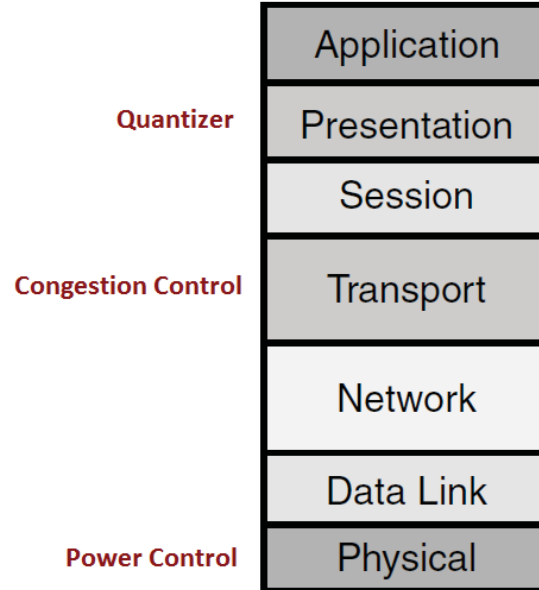 Application
Quantizer
Presentation
Session
Congestion Control
Transport
Network
Data Link
Power Control
Physical